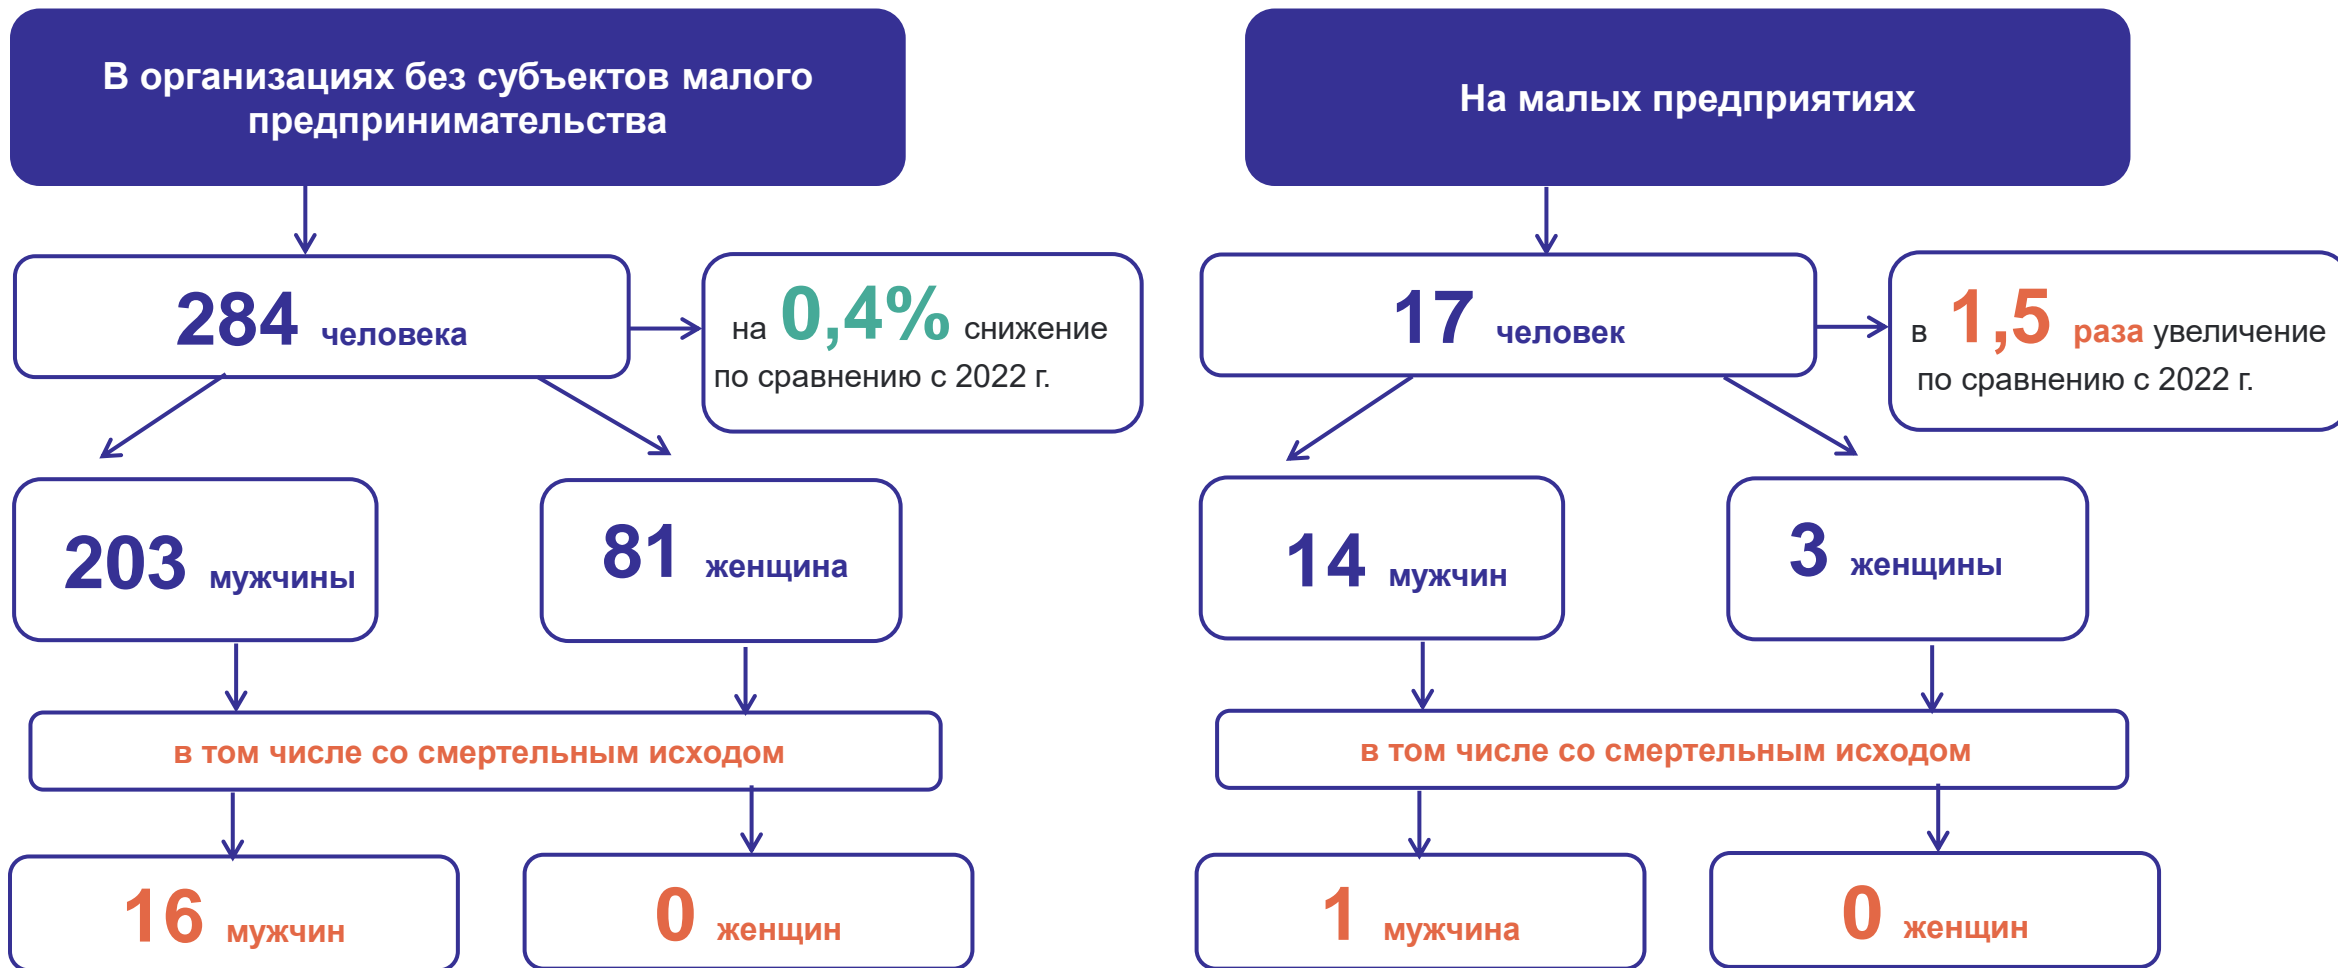 В организациях без субъектов малого
предпринимательства
284 человека
на 0,4% снижение
по сравнению с 2022 г.
203 мужчины
81 женщина
в том числе со смертельным исходом
16 мужчин
0 женщин
На малых предприятиях
17 человек
в 1,5 раза увеличение
по сравнению с 2022 г.
14 мужчин
3 женщины
в том числе со смертельным исходом
1 мужчина
0 женщин